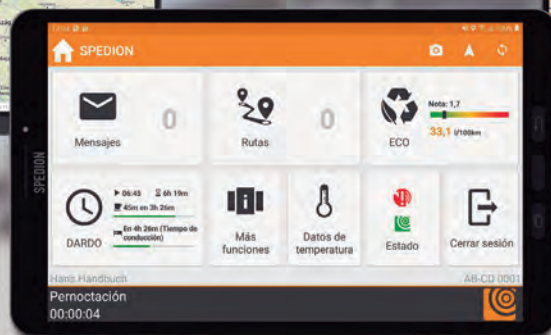 SPEDION
SPEDION
Mensajes
0
Rutas
0
ECO
Nota: 1,7
33,1 l/100km
DARDO
06:43 6h 19m
45m en 3h 26m
En 4h 26m (Tiempo de
conducción)
Más
funciones
Datos de
temperatura
Estado
Cerrar sesión
Hans Handbuch
AB-CD 0001
Pernoctación
00:00:04